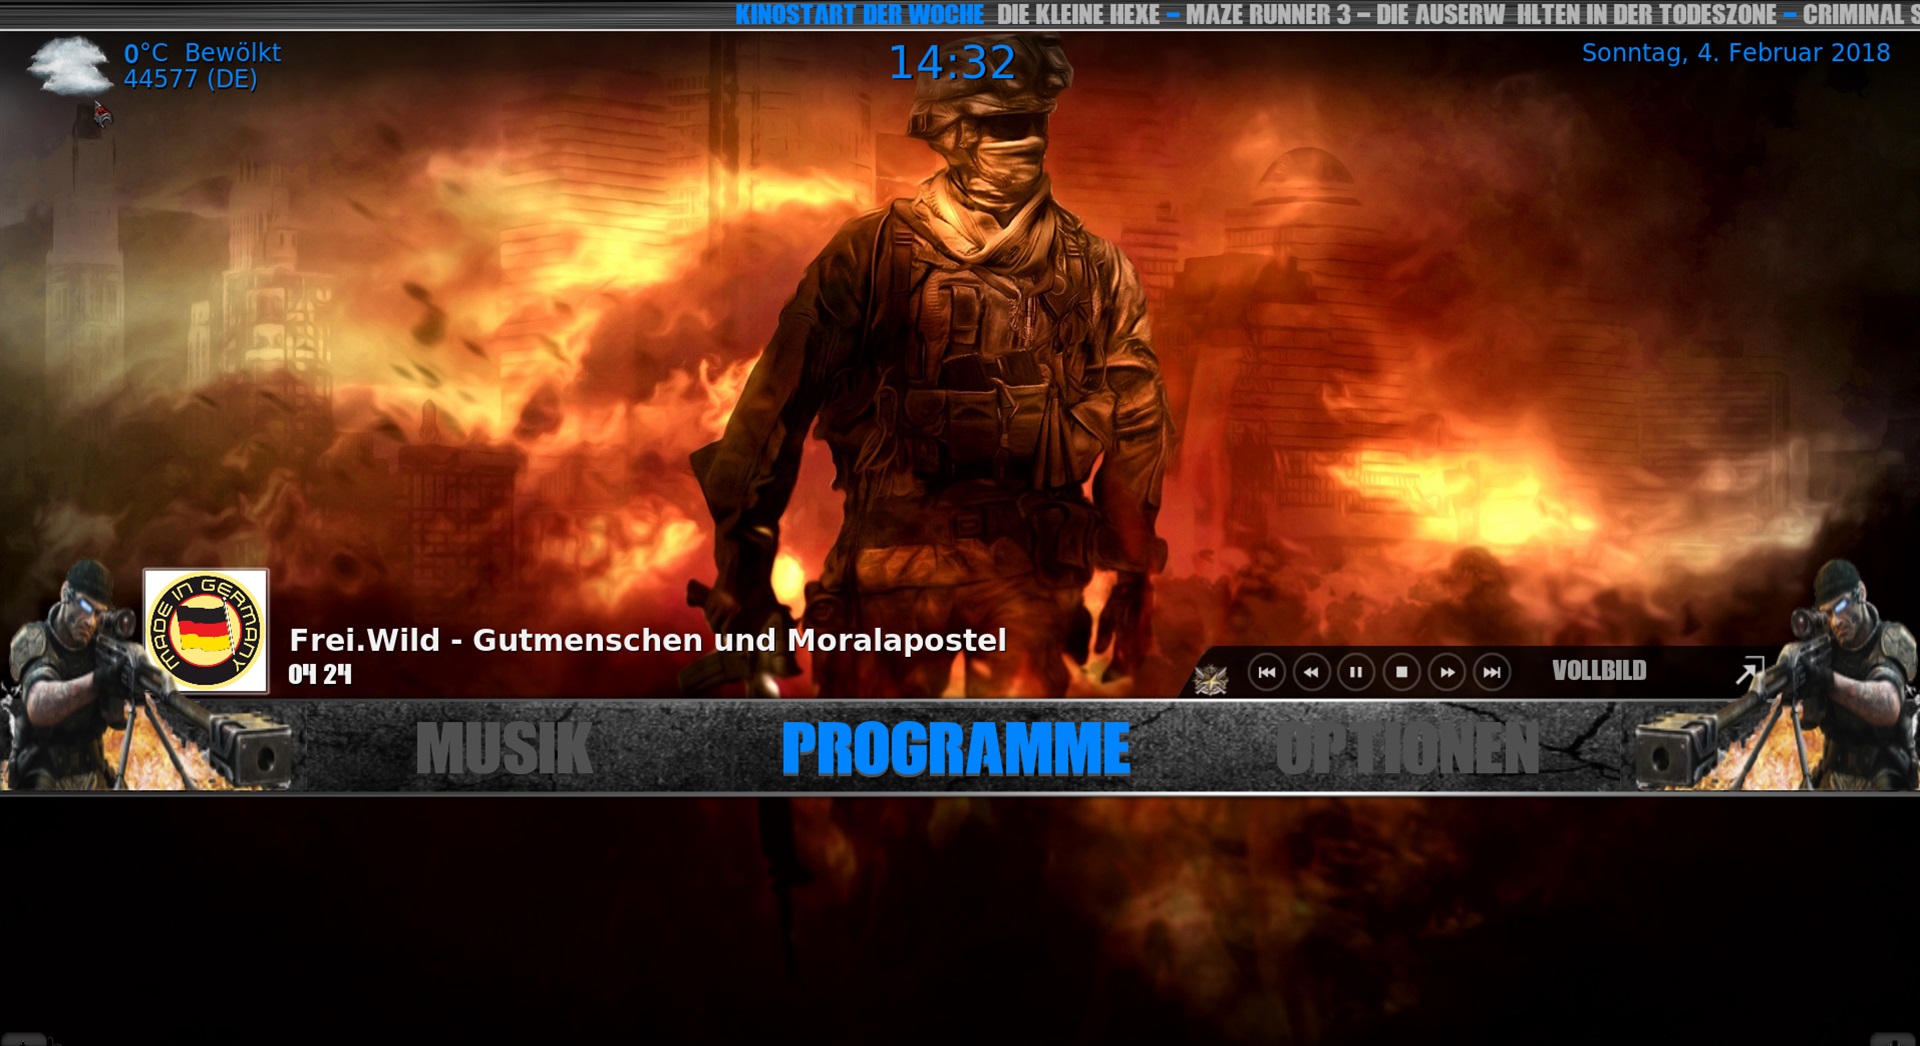 KINOSTART DER WOCHE DIE KLEINE HEXE - MAZE RUNNER 3 - DIE AUSERW HLTEN IN DER TODESZONE - CRIMINAL S
0°C Bewölkt
44577 (DE)
14:32
Sonntag, 4. Februar 2018
MADE IN GERMANY
Frei.Wild - Gutmenschen und Moralapostel
04 24
VOLLBILD
MUSIK PROGRAMME OPTIONEN